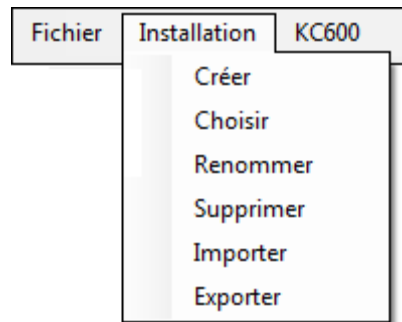 Fichier Installation KC600
Créer
Choisir
Renommer
Supprimer
Importer
Exporter